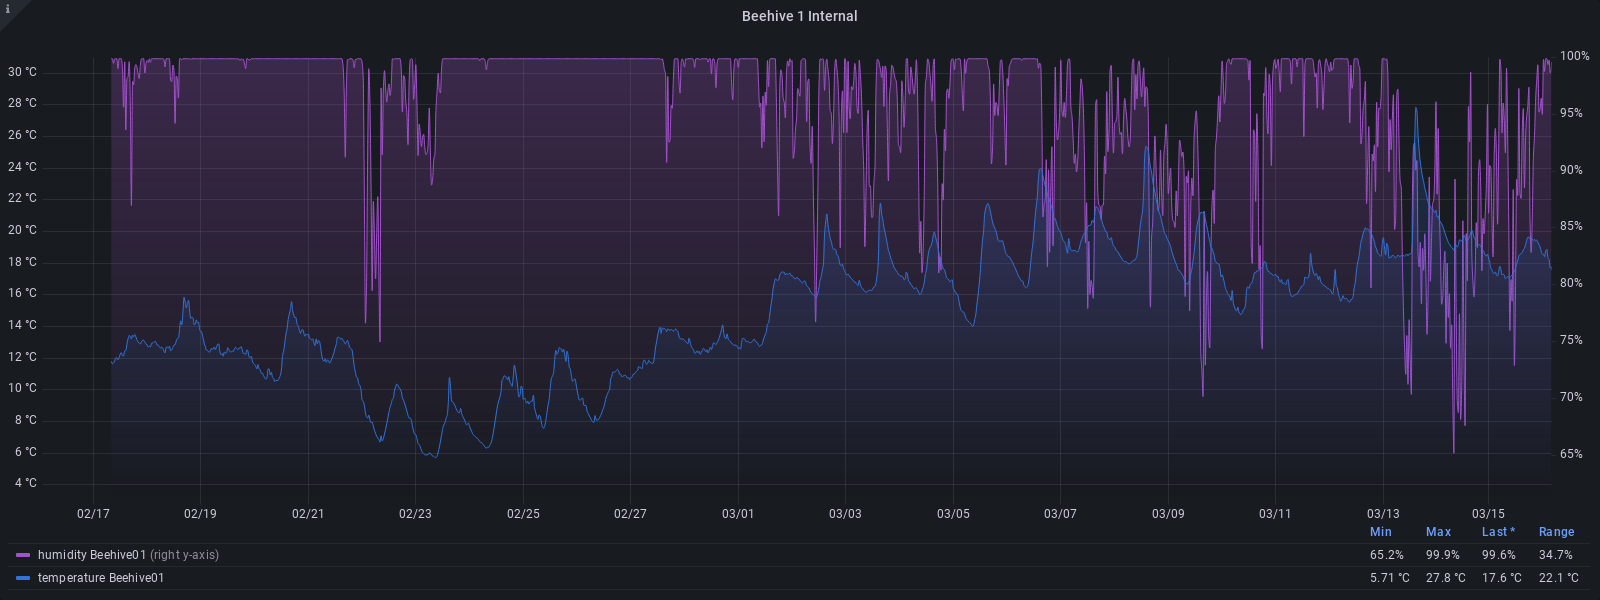 i
Beehive 1 Internal
30 °C
28 °C
26 °C
24 °C
22 °C
20 °C
18 °C
16 °C
14 °C
12 °C
10 °C
8 °C
6 °C
4 °C
100%
95%
90%
85%
80%
75%
70%
65%
02/17 02/19 02/21 02/23 02/25 02/27 03/01 03/03 03/05 03/07 03/09 03/11 03/13 03/15
Min Max Last * Range
humidity Beehive01 (right y-axis) 65.2% 99.9% 99.6% 34.7%
temperature Beehive01 5.71 °C 27.8 °C 17.6 °C 22.1 °C